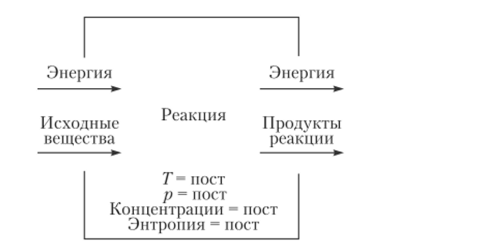 Энергия
Энергия
Исходные
вещества
Реакция
Продукты
реакции
T = пост
p = пост
Концентрации = пост
Энтропия = пост